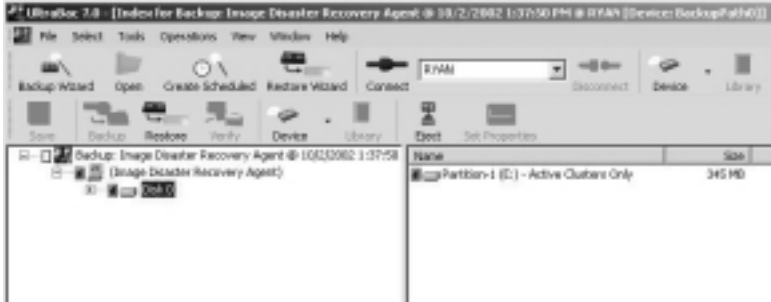 UltraBac 7.0 - [Index for Backup: Image Disaster Recovery Agent @ 10/2/2002 1:37:50 PM @ RYAN [Device: BackupPath0]]
File Select Tools Operations View Window Help
Backup Wizard Open Create Scheduled Restore Wizard Connect RYAN Disconnect Device Library
Save Backup Restore Verify Device Library Eject Set Properties
Backup: Image Disaster Recovery Agent @ 10/2/2002 1:37:50
(Image Disaster Recovery Agent)
Disk 0
Name Size
Partition-1 (C:) - Active Clusters Only 345 MB